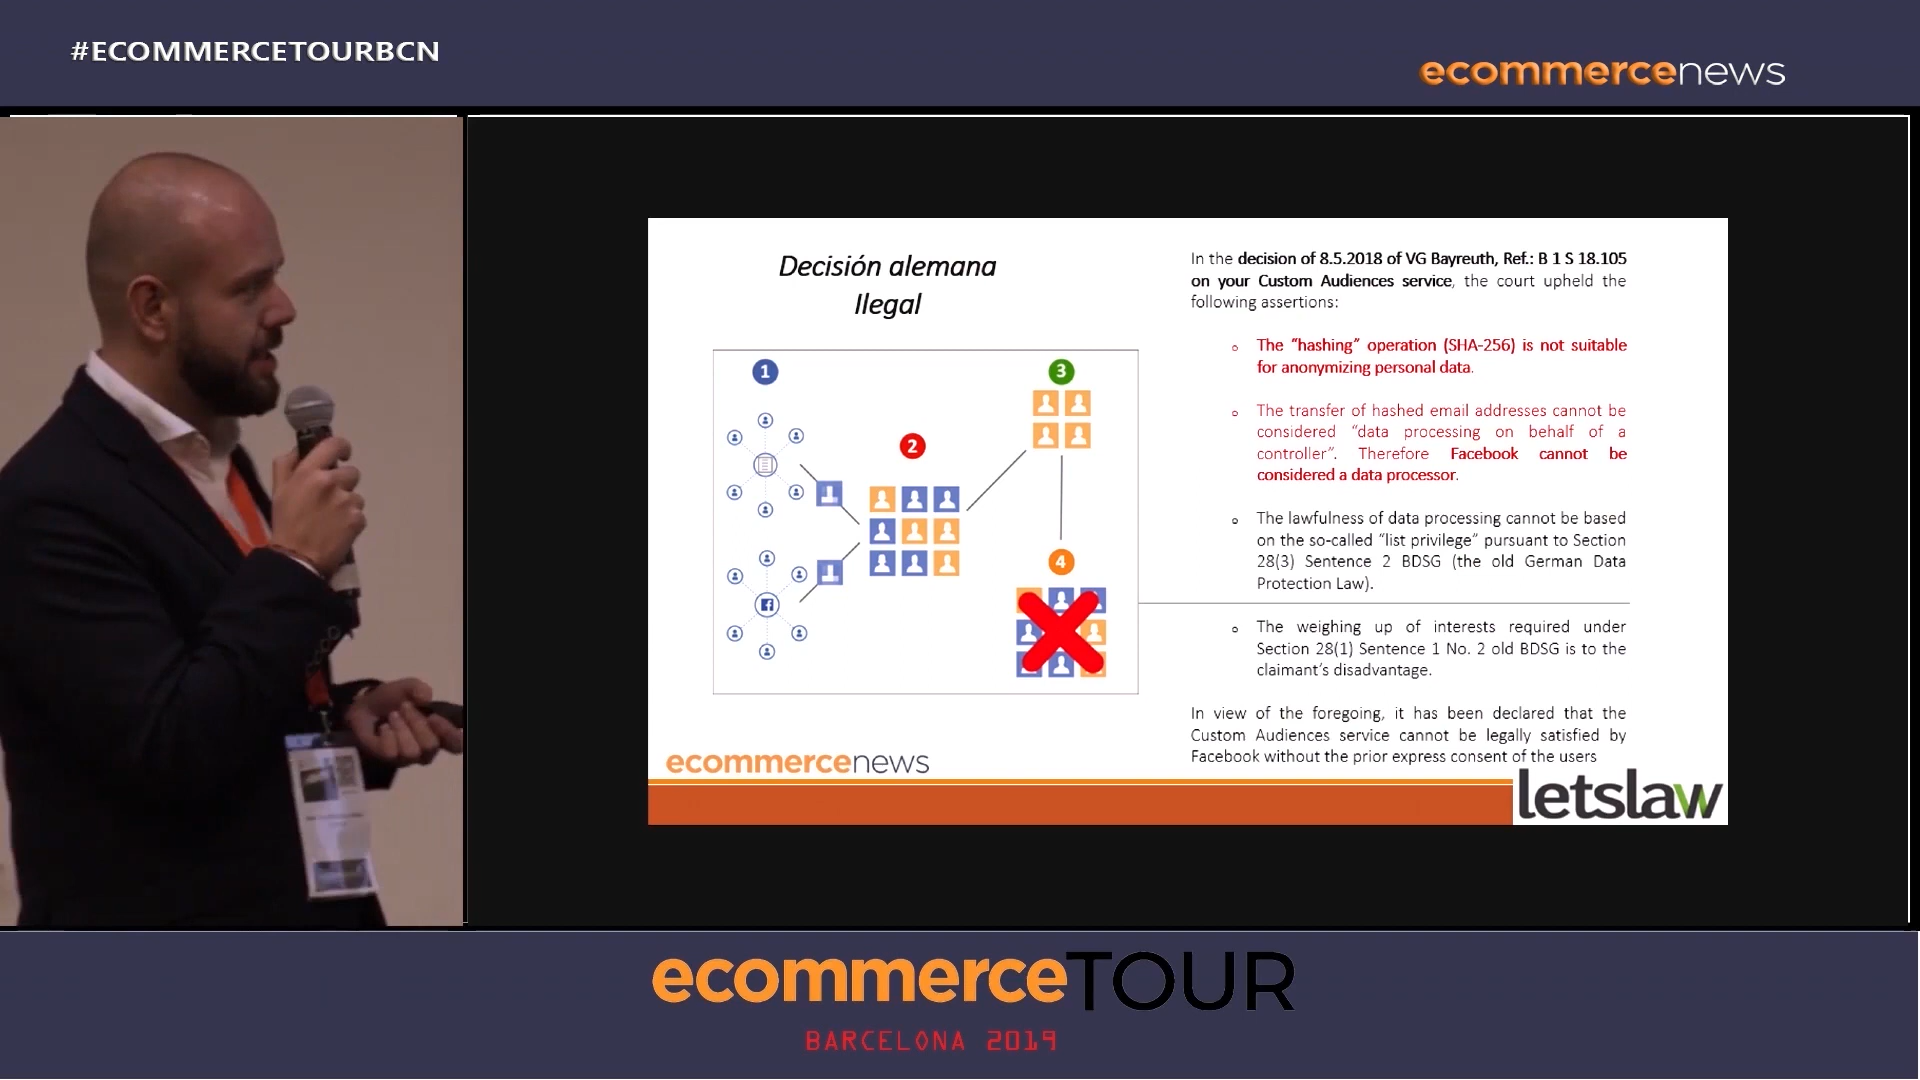 #ECOMMERCETOURBCN
ecommercenews
Decisión alemana
Ilegal
1
2
3
4
In the decision of 8.5.2018 of VG Bayreuth, Ref.: B 1 S 18.105
on your Custom Audiences service, the court upheld the
following assertions:
The “hashing” operation (SHA-256) is not suitable
for anonymizing personal data.
The transfer of hashed email addresses cannot be
considered “data processing on behalf of a
controller”. Therefore Facebook cannot be
considered a data processor.
The lawfulness of data processing cannot be based
on the so-called “list privilege” pursuant to Section
28(3) Sentence 2 BDSG (the old German Data
Protection Law).
The weighing up of interests required under
Section 28(1) Sentence 1 No. 2 old BDSG is to the
claimant’s disadvantage.
In view of the foregoing, it has been declared that the
Custom Audiences service cannot be legally satisfied by
Facebook without the prior express consent of the users
ecommercenews
letslaw
ecommerceTOUR
BARCELONA 2019